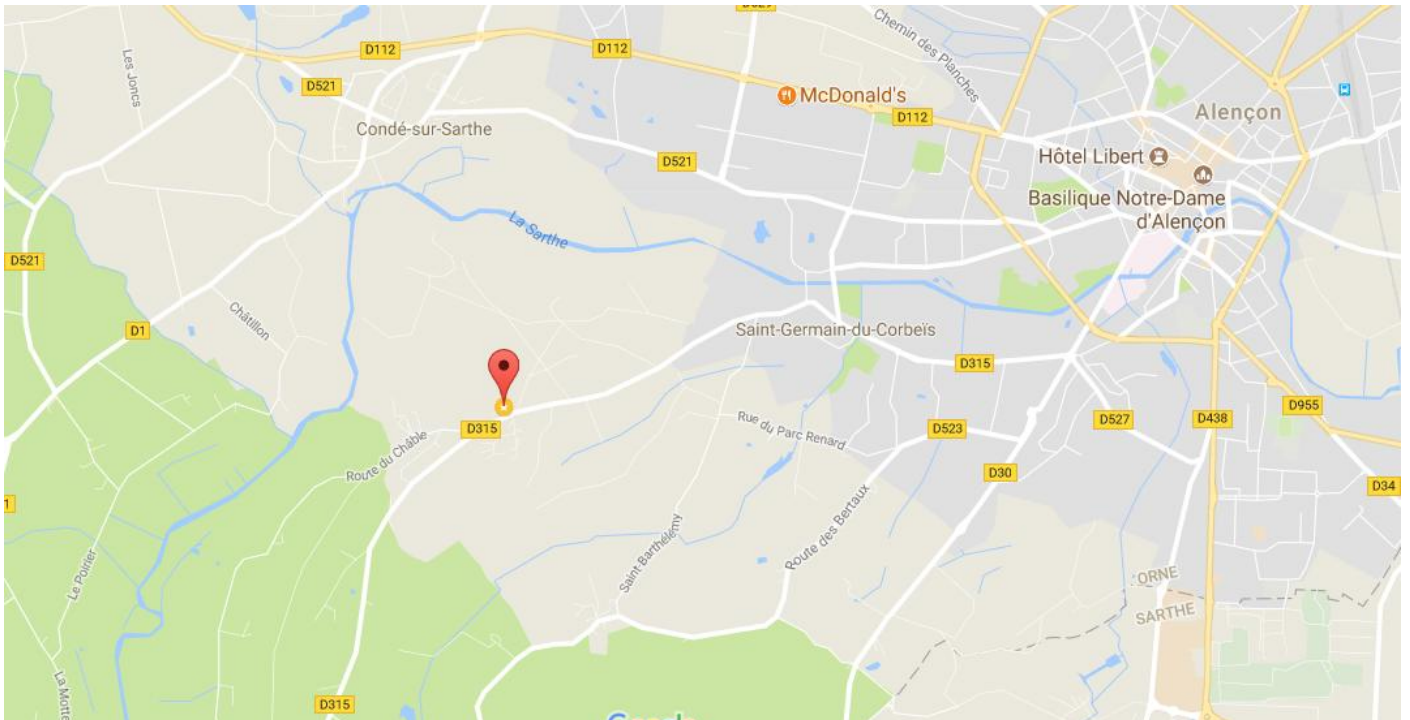 D529
Chemin des Planches
Les Joncs
D112
D112
D521
McDonald's
D112
Alençon
Condé-sur-Sarthe
D521
Hôtel Libert
Basilique Notre-Dame
d'Alençon
La Sarthe
D521
Châtillon
D1
Saint-Germain-du-Corbeïs
D315
D955
D315
Rue du Parc Renard
D523
D527
D438
Route du Châble
D30
D34
1
Route des Bertaux
Saint-Barthélemy
Le Poirier
ORNE
SARTHE
La Motte
D315
Google